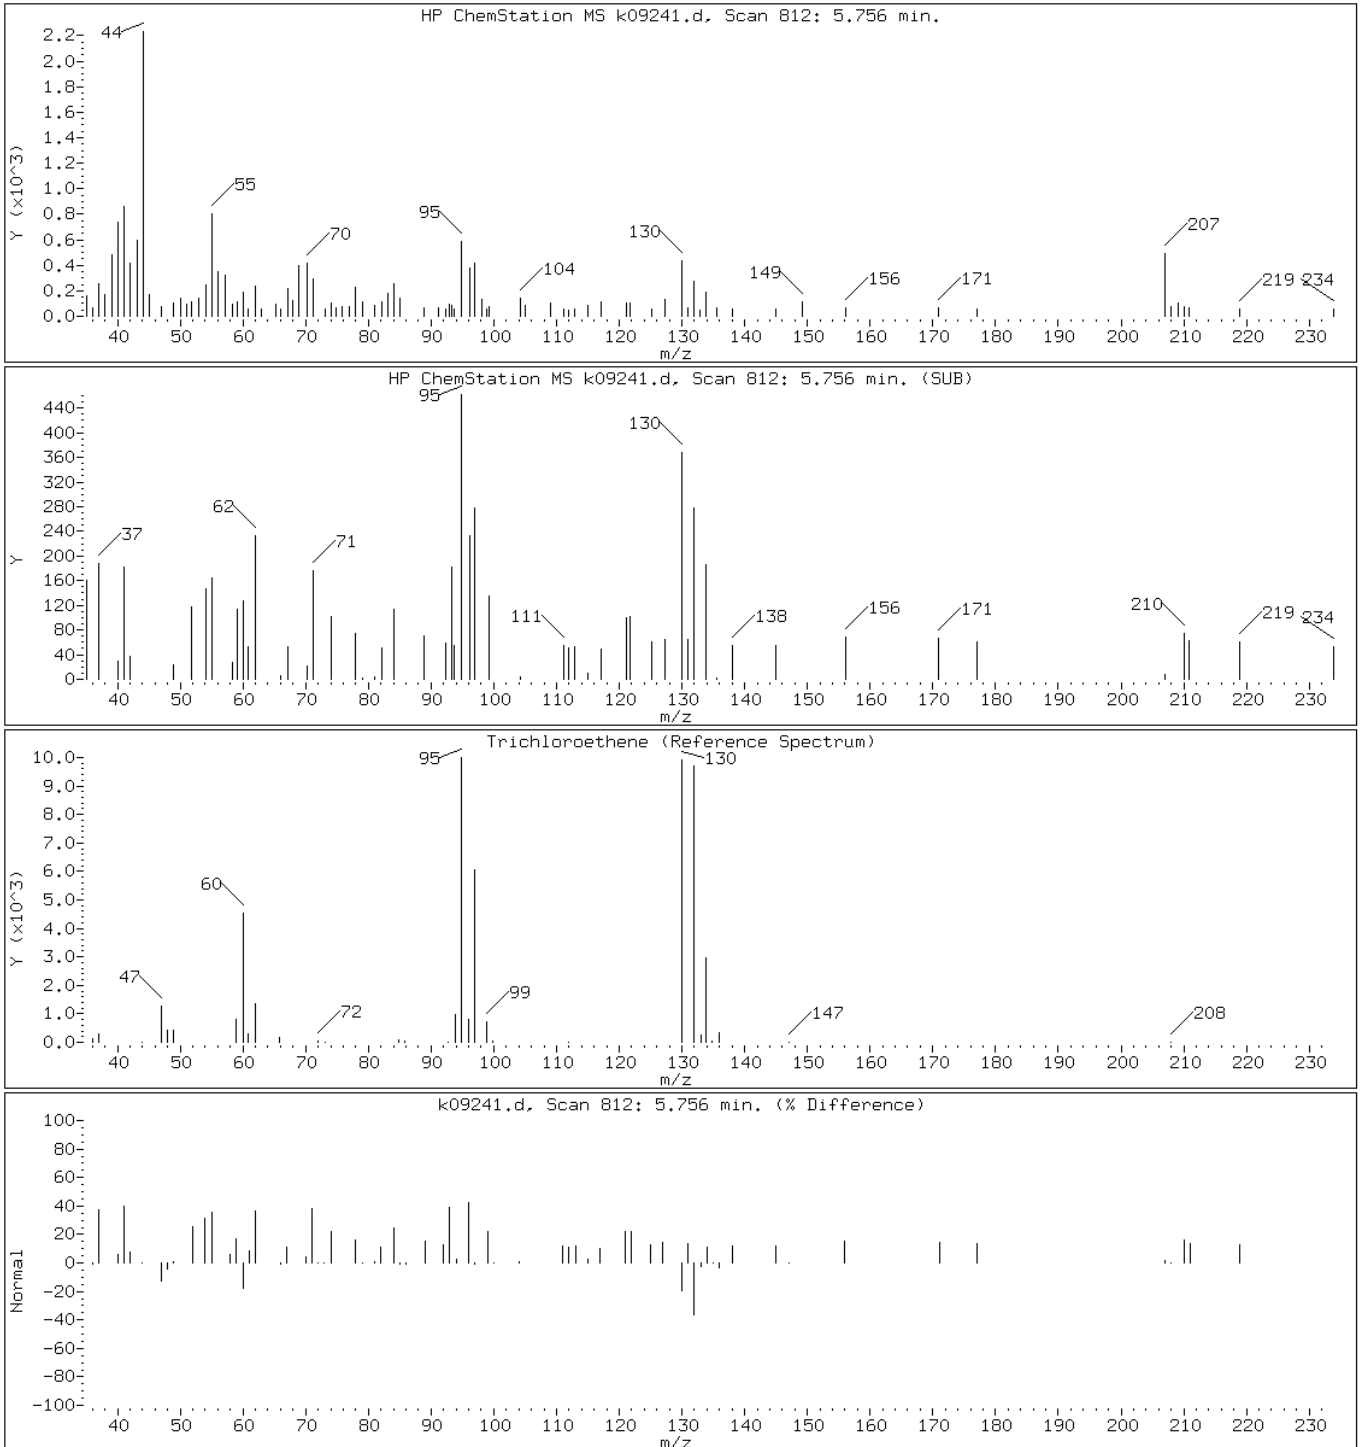 HP ChemStation MS k09241.d, Scan 812: 5.756 min.
Y (x10^3)
2.2
2.0
1.8
1.6
1.4
1.2
1.0
0.8
0.6
0.4
0.2
0.0
44 55 70 95 104 130 149 156 171 207 219 234
40 50 60 70 80 90 100 110 120 130 140 150 160 170 180 190 200 210 220 230
m/z
HP ChemStation MS k09241.d, Scan 812: 5.756 min. (SUB)
Y
440
400
360
320
280
240
200
160
120
80
40
0
37 62 71 95 111 130 138 156 171 210 219 234
40 50 60 70 80 90 100 110 120 130 140 150 160 170 180 190 200 210 220 230
m/z
Trichloroethene (Reference Spectrum)
Y (x10^3)
10.0
9.0
8.0
7.0
6.0
5.0
4.0
3.0
2.0
1.0
0.0
47 60 72 95 99 130 147 208
40 50 60 70 80 90 100 110 120 130 140 150 160 170 180 190 200 210 220 230
m/z
k09241.d, Scan 812: 5.756 min. (% Difference)
Normal
100
80
60
40
20
0
-20
-40
-60
-80
-100
40 50 60 70 80 90 100 110 120 130 140 150 160 170 180 190 200 210 220 230
m/z